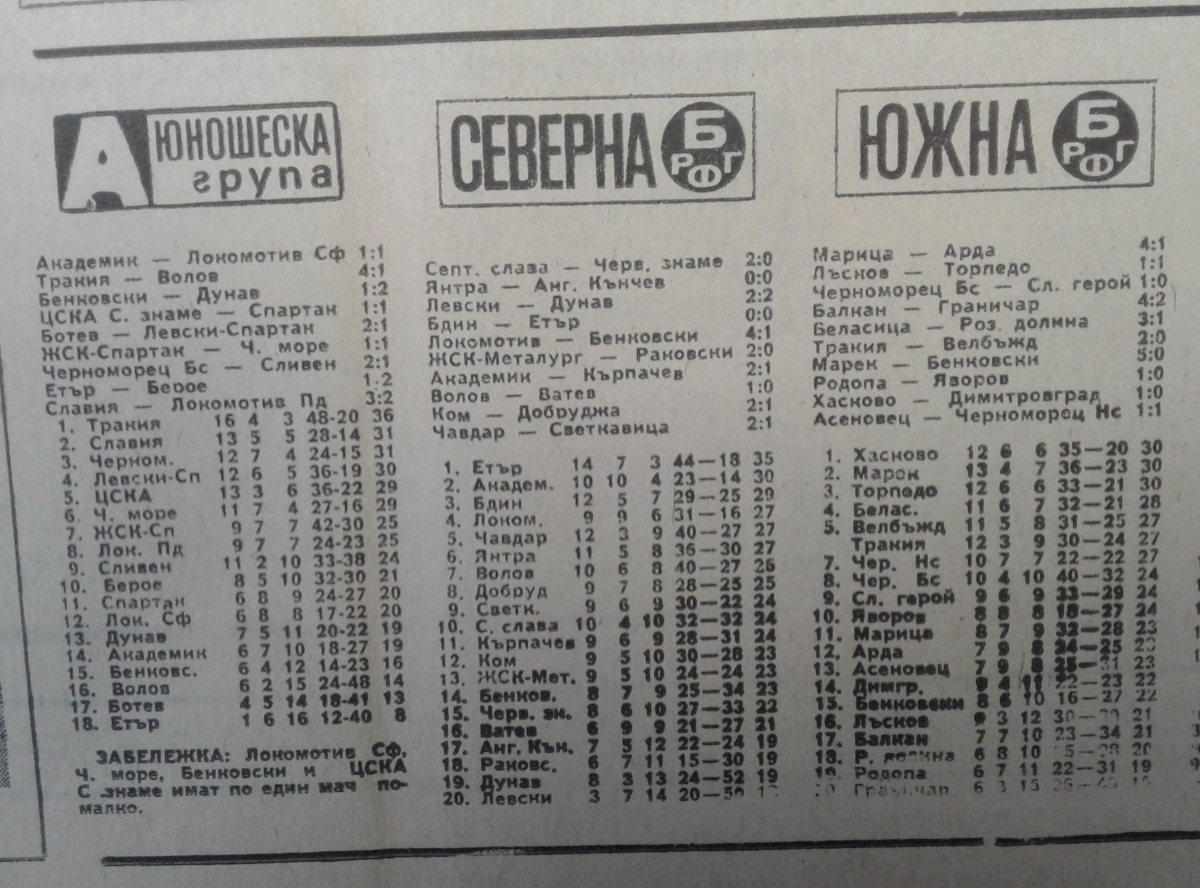 А ЮНОШЕСКА
група
Академик — Локомотив Сф 1:1
Тракия — Волов 4:1
Бенковски — Дунав 1:2
ЦСКА С. знаме — Спартан 1:1
Ботев — Левски-Спартан 2:1
ЖСК-Спартак — Ч. море 1:1
Черноморец Бс — Сливен 2:1
Етър — Берое 1:2
Славия — Локомотив Пд 3:2
1. Тракия 16 4 3 48-20 36
2. Славия 13 5 5 28-14 31
3. Черном. 12 7 4 24-15 31
4. Левски-Сп 12 6 5 36-19 30
5. ЦСКА 13 3 6 36-22 29
6. Ч. море 11 7 4 27-16 29
7. ЖСК-Сп 9 7 7 42-30 25
8. Лок. Пд 9 7 7 24-23 25
9. Сливен 11 2 10 33-38 24
10. Берое 8 5 10 32-30 21
11. Спартак 6 8 9 24-27 20
12. Лок. Сф 6 8 8 17-22 20
13. Дунав 7 5 11 20-22 19
14. Академик 6 7 10 18-27 19
15. Бенковс. 6 4 12 14-23 16
16. Волов 6 2 15 24-48 14
17. Ботев 4 5 14 18-41 13
18. Етър 1 6 16 12-40 8
ЗАБЕЛЕЖКА: Локомотив Сф,
Ч. море, Бенковски и ЦСКА
С знаме имат по един мач по-
малко.
СЕВЕРНА Б РФГ
Септ. слава — Черв. знаме 2:0
Янтра — Анг. Кънчев 0:0
Левски — Дунав 2:2
Бдин — Етър 0:0
Локомотив — Бенковски 4:1
ЖСК-Металург — Раковски 2:0
Академик — Кърпачев 2:1
Волов — Ватев 1:0
Ком — Добруджа 2:1
Чавдар — Светкавица 2:1
1. Етър 14 7 3 44—18 35
2. Академ. 10 10 4 23—14 30
3. Бдин 12 5 7 29—25 29
4. Локом. 9 9 6 31—16 27
5. Чавдар 12 3 9 40—27 27
6. Янтра 11 5 8 36—30 27
7. Волов 10 6 8 40—27 26
8. Добруд 9 7 8 28—25 25
9. Светк. 9 6 9 30—22 24
10. С. слава 10 4 10 32—32 24
11. Кърпачев 9 6 9 28—31 24
12. Ком 9 5 10 30—28 23
13. ЖСК-Мет. 9 5 10 24—24 23
14. Бенков. 8 7 9 25—34 23
15. Черв. зн. 8 6 10 27—33 22
16. Ватев 6 9 9 21—27 21
17. Анг. Кън. 7 5 12 22—24 19
18. Раковс. 6 7 11 15—30 19
19. Дунав 8 3 13 24—52 19
20. Левски 3 7 14
ЮЖНА Б РФГ
Марица — Арда 4:1
Лъсков — Торпедо 1:1
Черноморец Бс — Сл. герой 1:0
Балкан — Граничар 4:2
Беласица — Роз. долина 3:1
Тракия — Велбъжд 2:0
Марек — Бенковски 5:0
Родопа — Яворов 1:0
Хасково — Димитровград 1:0
Асеновец — Черноморец Нс 1:1
1. Хасково 12 6 6 35—20 30
2. Марек 13 4 7 36—23 30
3. Торпедо 12 6 6 33—21 30
4. Белас. 11 6 7 32—21 28
5. Велбъжд 11 5 8 31—25 27
Тракия 12 3 9 30—24 27
7. Чер. Нс 10 7 7 22—22 27
8. Чер. Бс 10 4 10 40—32 24
9. Сл. герой 9 6 9 33—29 24
10. Яворов 8 8 8 18—27 24
11. Марица 8 7 9 32—28 23
12. Арда 7 9 8 24—25 23
13. Асеновец 7 9 8 25—31 23
14. Димгр. 9 4 11 22—23 22
15. Бенковски 8 6 10 16—27 22
16. Лъсков 9 3 12 21
17. Балкан 7 7 10 23—34 21
18. Р. долина 6 8 10 20
19. Родопа 6 7 11 22—31 19
20 Граничар 6 3 15